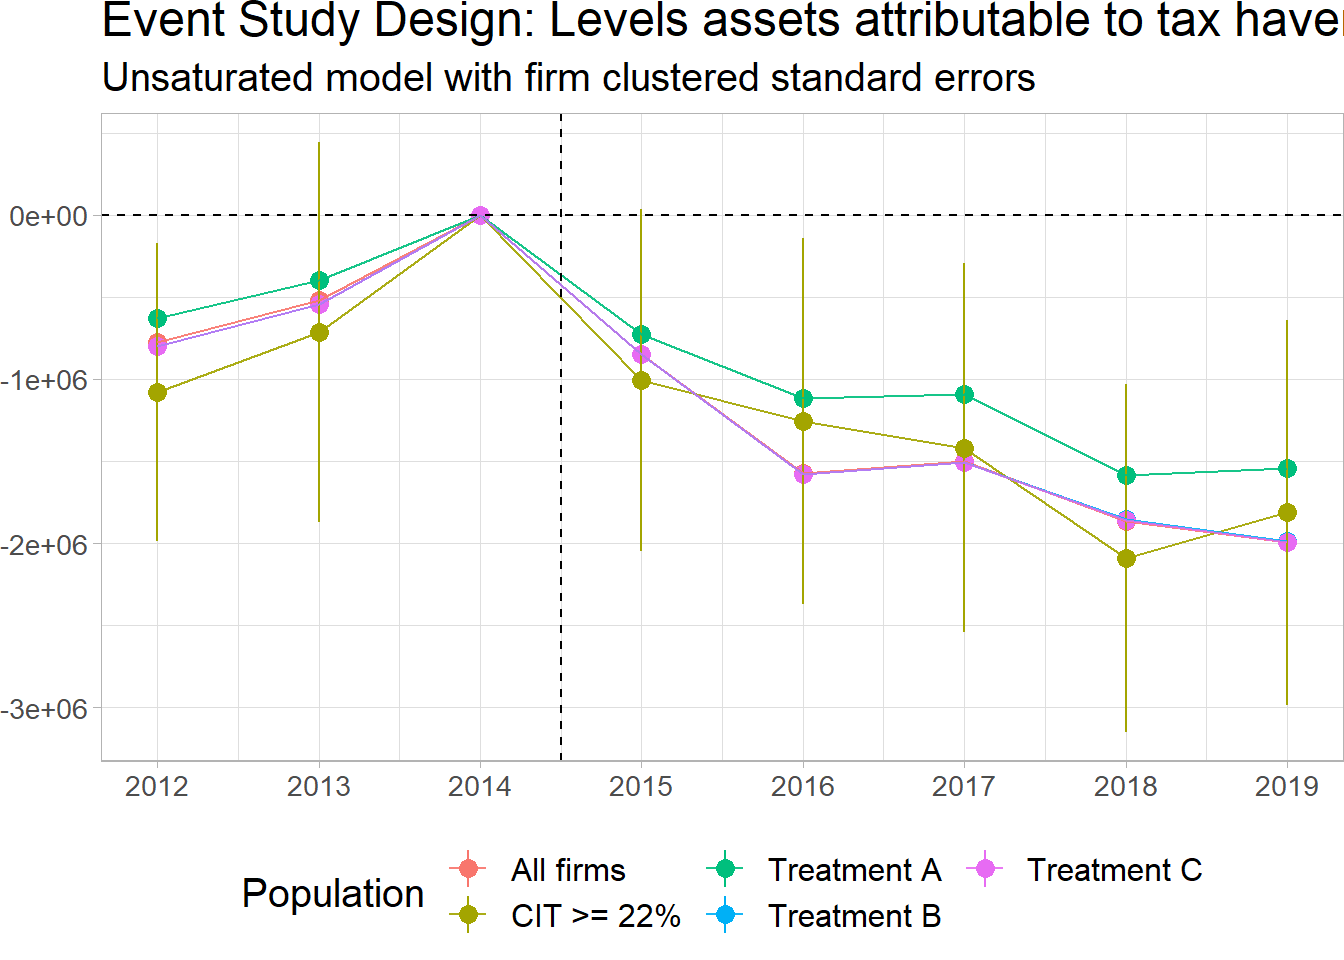 Event Study Design: Levels assets attributable to tax
Unsaturated model with firm clustered standard errors
0e+00
-1e+06
-2e+06
-3e+06
2012 2013 2014 2015 2016 2017 2018 2019
Population
All firms Treatment A Treatment C
CIT >= 22% Treatment B